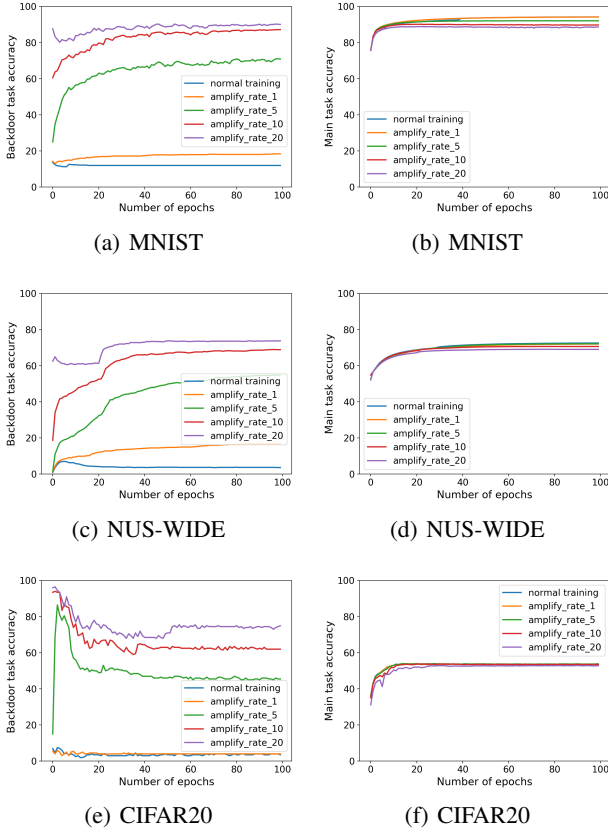 100
80
60
40
20
0
Backdoor task accuracy
normal training
amplify_rate_1
amplify_rate_5
amplify_rate_10
amplify_rate_20
0 20 40 60 80 100
Number of epochs
(a) MNIST
100
80
60
40
20
0
Main task accuracy
normal training
amplify_rate_1
amplify_rate_5
amplify_rate_10
amplify_rate_20
0 20 40 60 80 100
Number of epochs
(b) MNIST
100
80
60
40
20
0
Backdoor task accuracy
normal training
amplify_rate_1
amplify_rate_5
amplify_rate_10
amplify_rate_20
0 20 40 60 80 100
Number of epochs
(c) NUS-WIDE
100
80
60
40
20
0
Main task accuracy
normal training
amplify_rate_1
amplify_rate_5
amplify_rate_10
amplify_rate_20
0 20 40 60 80 100
Number of epochs
(d) NUS-WIDE
100
80
60
40
20
0
Backdoor task accuracy
normal training
amplify_rate_1
amplify_rate_5
amplify_rate_10
amplify_rate_20
0 20 40 60 80 100
Number of epochs
(e) CIFAR20
100
80
60
40
20
0
Main task accuracy
normal training
amplify_rate_1
amplify_rate_5
amplify_rate_10
amplify_rate_20
0 20 40 60 80 100
Number of epochs
(f) CIFAR20